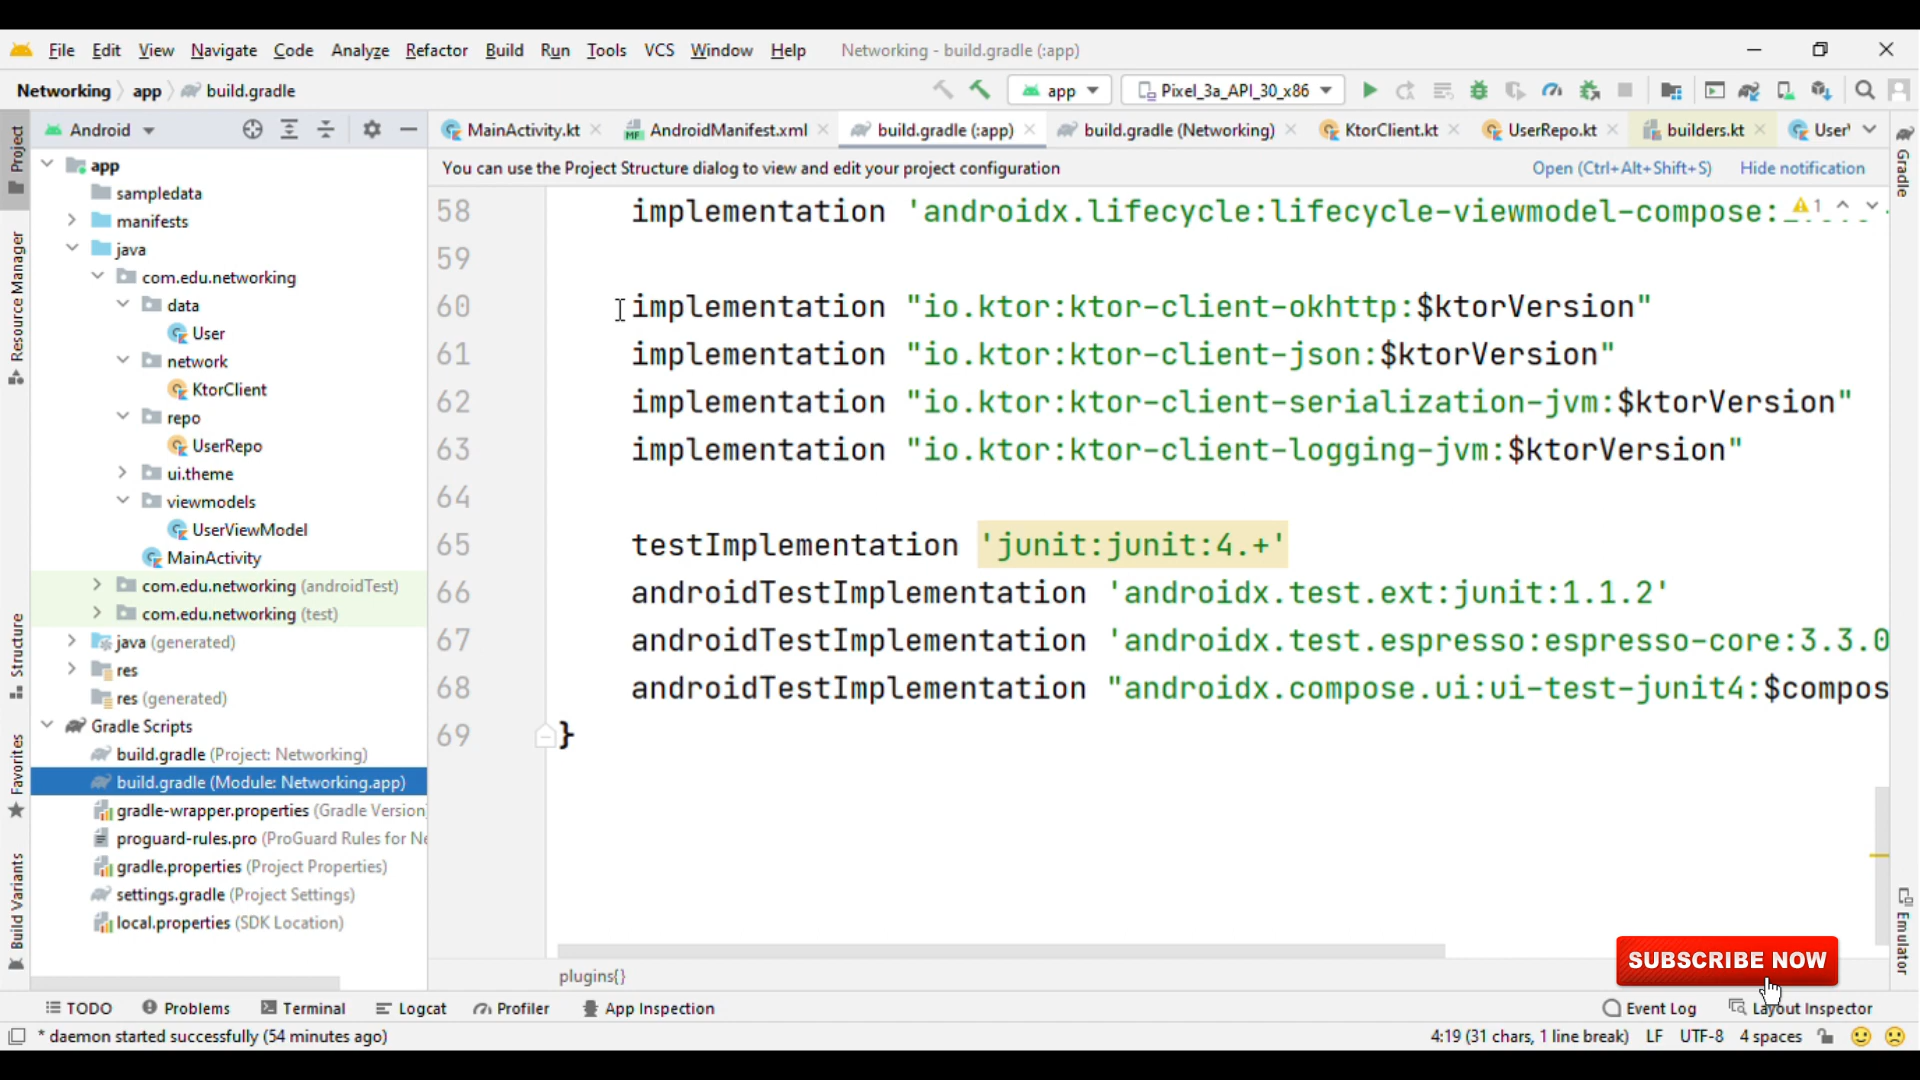 File Edit View Navigate Code Analyze Refactor Build Run Tools VCS Window Help Networking - build.gradle (:app)
Networking app build.gradle app Pixel_3a_API_30_x86
Android MainActivity.kt AndroidManifest.xml build.gradle (:app) build.gradle (Networking) KtorClient.kt UserRepo.kt builders.kt User
You can use the Project Structure dialog to view and edit your project configuration Open (Ctrl+Alt+Shift+S) Hide notification
Project
Resource Manager
Structure
Favorites
Build Variants
app
sampledata
manifests
java
com.edu.networking
data
User
network
KtorClient
repo
UserRepo
ui.theme
viewmodels
UserViewModel
MainActivity
com.edu.networking (androidTest)
com.edu.networking (test)
java (generated)
res
res (generated)
Gradle Scripts
build.gradle (Project: Networking)
build.gradle (Module: Networking.app)
gradle-wrapper.properties (Gradle Version)
proguard-rules.pro (ProGuard Rules for Ne
gradle.properties (Project Properties)
settings.gradle (Project Settings)
local.properties (SDK Location)
58 implementation 'androidx.lifecycle:lifecycle-viewmodel-compose: 1
59
60 implementation "io.ktor:ktor-client-okhttp:$ktorVersion"
61 implementation "io.ktor:ktor-client-json:$ktorVersion"
62 implementation "io.ktor:ktor-client-serialization-jvm:$ktorVersion"
63 implementation "io.ktor:ktor-client-logging-jvm:$ktorVersion"
64
65 testImplementation 'junit:junit:4.+'
66 androidTestImplementation 'androidx.test.ext:junit:1.1.2'
67 androidTestImplementation 'androidx.test.espresso:espresso-core:3.3.0
68 androidTestImplementation "androidx.compose.ui:ui-test-junit4:$compos
69 }
plugins{}
Gradle
Emulator
SUBSCRIBE NOW
TODO Problems Terminal Logcat Profiler App Inspection Event Log Layout Inspector
* daemon started successfully (54 minutes ago) 4:19 (31 chars, 1 line break) LF UTF-8 4 spaces